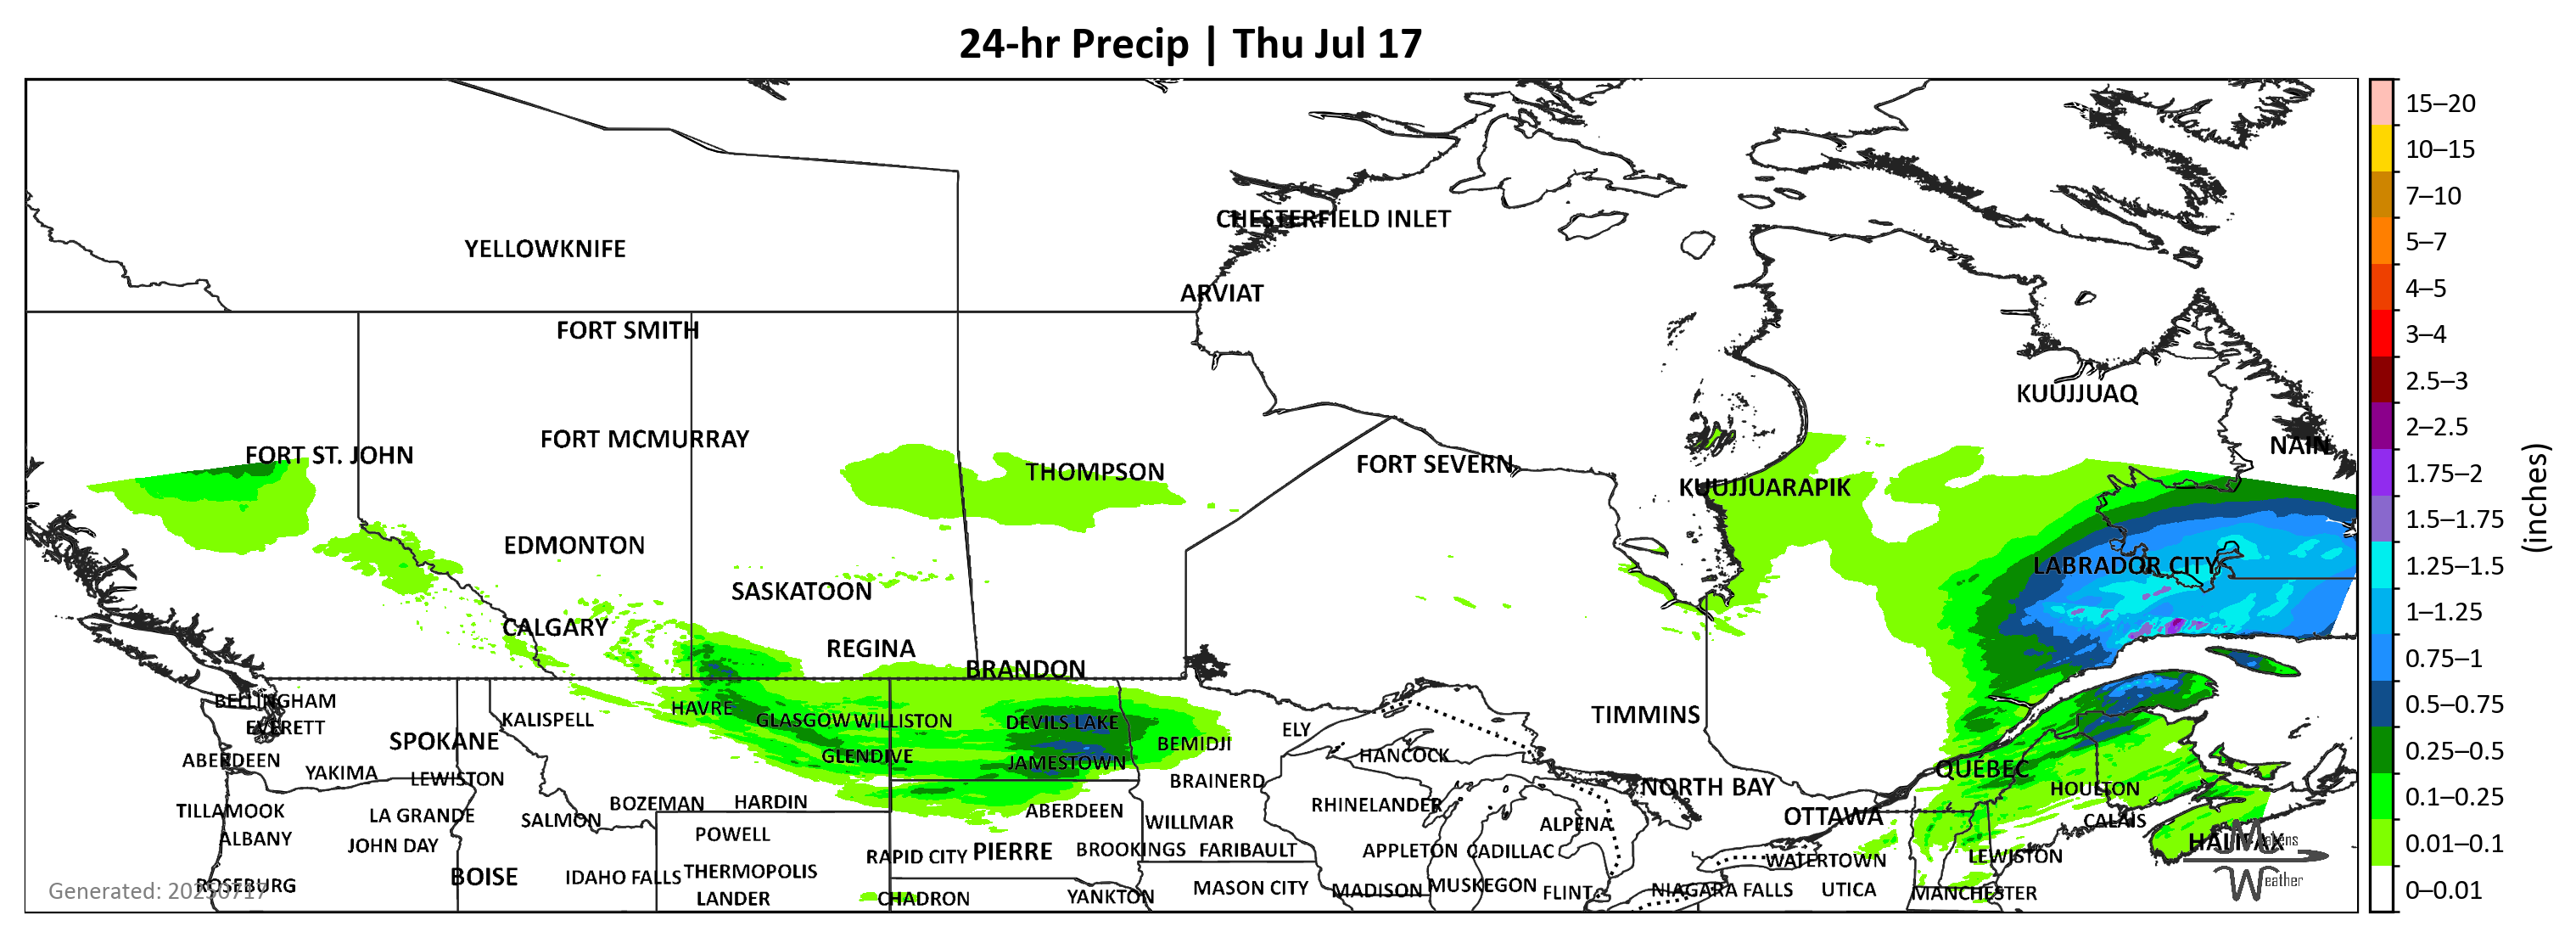 24-hr Precip | Thu Jul 17
15–20
10–15
7–10
5–7
4–5
3–4
2.5–3
2–2.5
1.75–2
1.5–1.75
1.25–1.5
1–1.25
0.75–1
0.5–0.75
0.25–0.5
0.1–0.25
0.01–0.1
0–0.01
(inches)
CHESTERFIELD INLET
YELLOWKNIFE
ARVIAT
FORT SMITH
KUUJJUAQ
FORT MCMURRAY
NAIN
FORT ST. JOHN
FORT SEVERN
THOMPSON
KUUJJUARAPIK
EDMONTON
LABRADOR CITY
SASKATOON
CALGARY
REGINA
BRANDON
BELLINGHAM
HAVRE
TIMMINS
KALISPELL
GLASGOW
WILLISTON
DEVILS LAKE
EVERETT
ELY
SPOKANE
BEMIDJI
GLENDIVE
HANCOCK
ABERDEEN
JAMESTOWN
QUÉBEC
YAKIMA
LEWISTON
BRAINERD
NORTH BAY
HOULTON
BOZEMAN
HARDIN
RHINELANDER
TILLAMOOK
LA GRANDE
ABERDEEN
OTTAWA
SALMON
WILLMAR
ALPENA
CALAIS
ALBANY
POWELL
JOHN DAY
HALIFAX
Matens
BROOKINGS
FARIBAULT
APPLETON
CADILLAC
PIERRE
RAPID CITY
LEWISTON
WATERTOWN
THERMOPOLIS
BOISE
IDAHO FALLS
Weather
ROSEBURG
MUSKEGON
Generated: 20250717
MASON CITY
MADISON
FLINT
NIAGARA FALLS
UTICA
MANCHESTER
LANDER
CHADRON
YANKTON